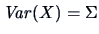 Var(X) = Σ